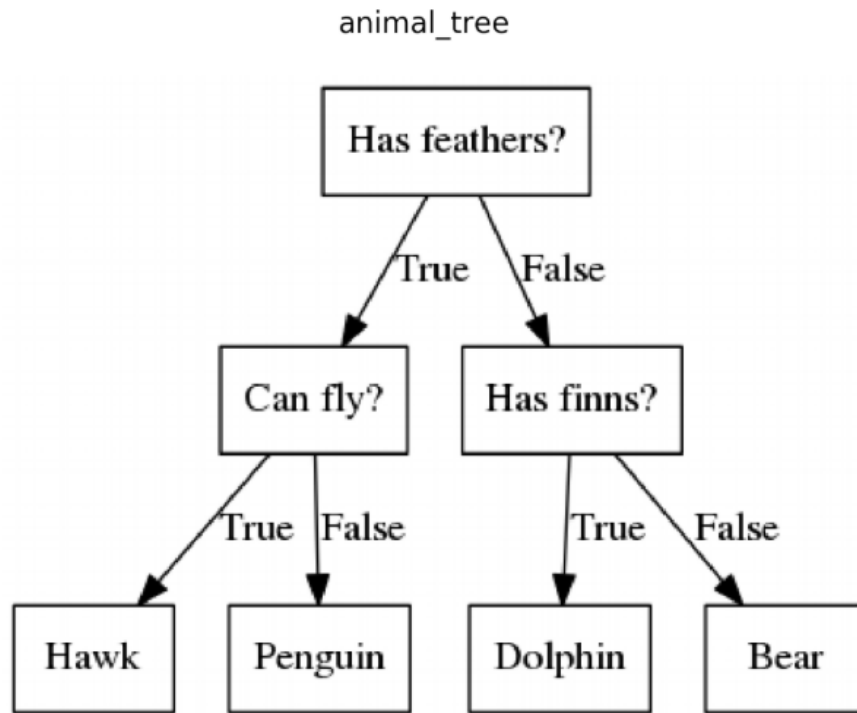 animal_tree
Has feathers?
True False
Can fly? Has finns?
True False True False
Hawk Penguin Dolphin Bear